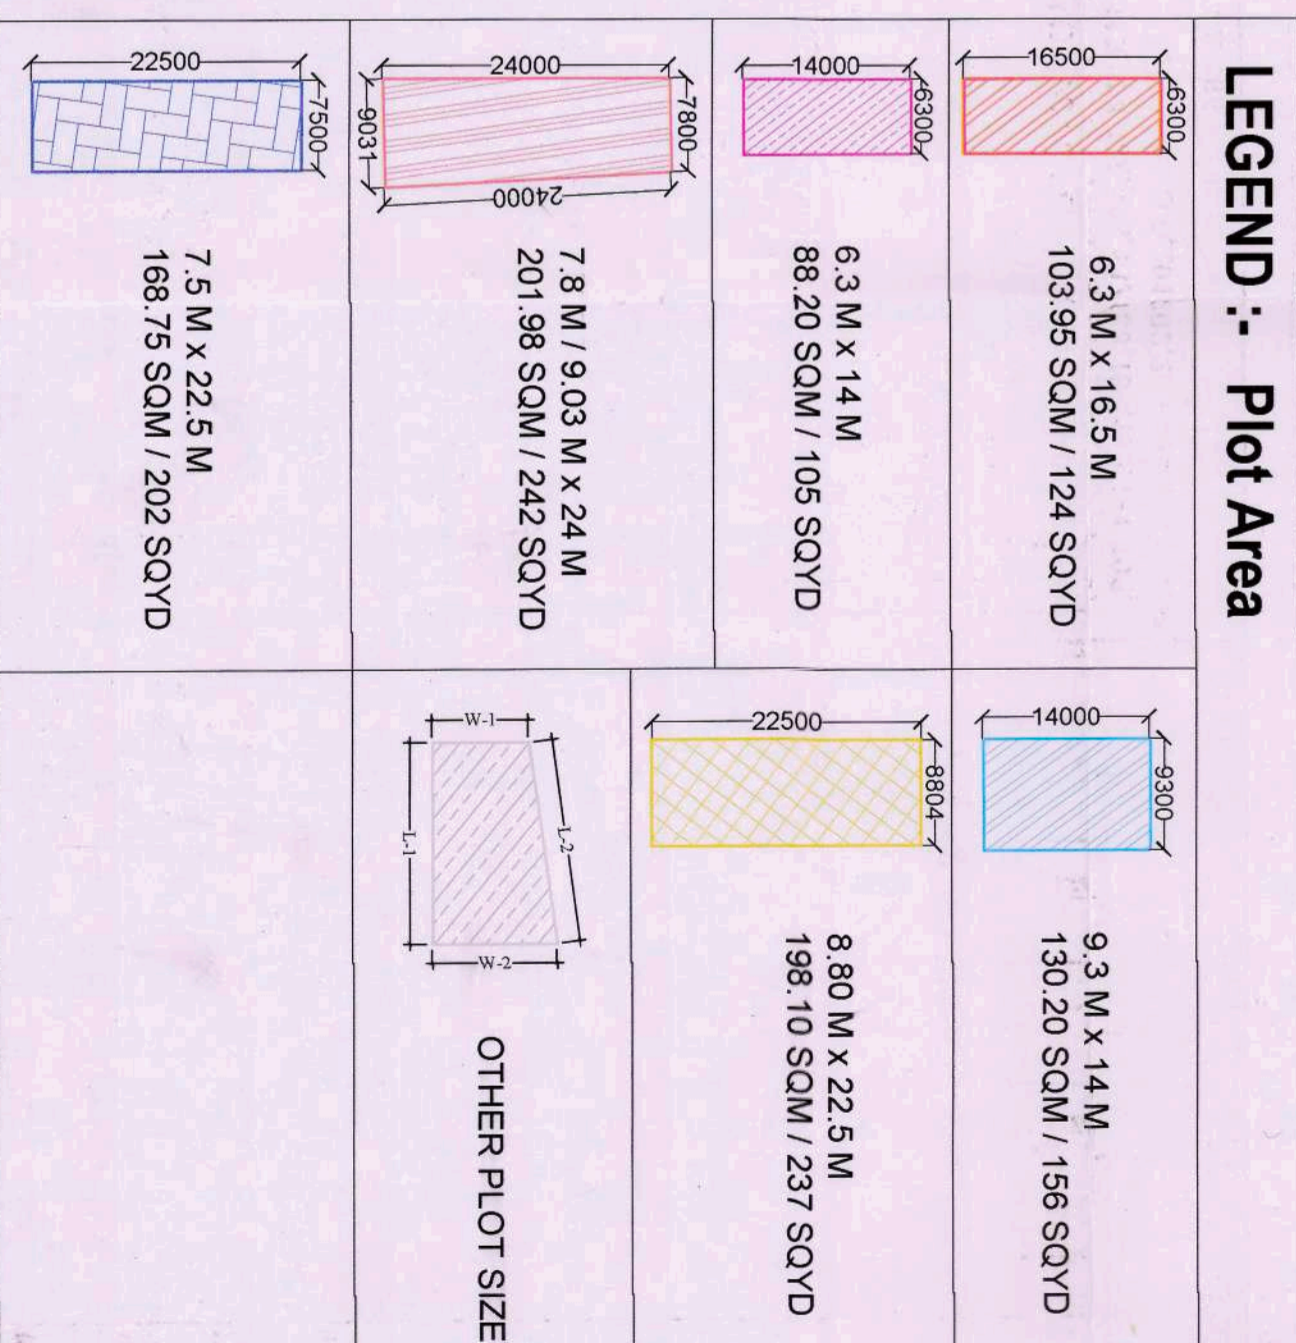 LEGEND :- Plot Area
16500
6300
6.3 M x 16.5 M
103.95 SQM / 124 SQYD
14000
9300
9.3 M x 14 M
130.20 SQM / 156 SQYD
14000
6300
6.3 M x 14 M
88.20 SQM / 105 SQYD
22500
8804
8.80 M x 22.5 M
198.10 SQM / 237 SQYD
24000
7800
9031
24000
7.8 M / 9.03 M x 24 M
201.98 SQM / 242 SQYD
W-1
L-2
L-1
W-2
OTHER PLOT SIZE
22500
7500
7.5 M x 22.5 M
168.75 SQM / 202 SQYD